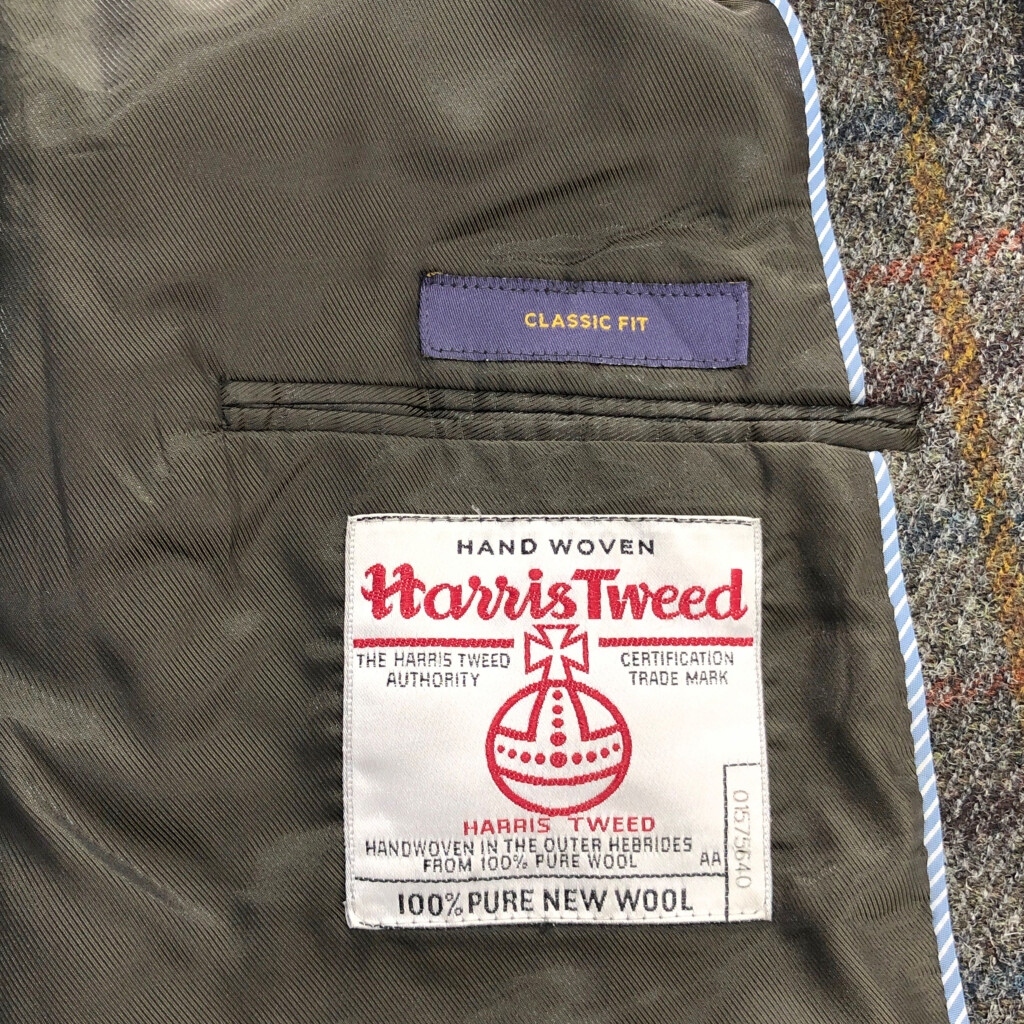 CLASSIC FIT
HAND WOVEN
Harris Tweed
THE HARRIS TWEED
AUTHORITY
CERTIFICATION
TRADE MARK
HARRIS TWEED
HANDWOVEN IN THE OUTER HEBRIDES
FROM 100% PURE WOOL
AA
01575640
100% PURE NEW WOOL